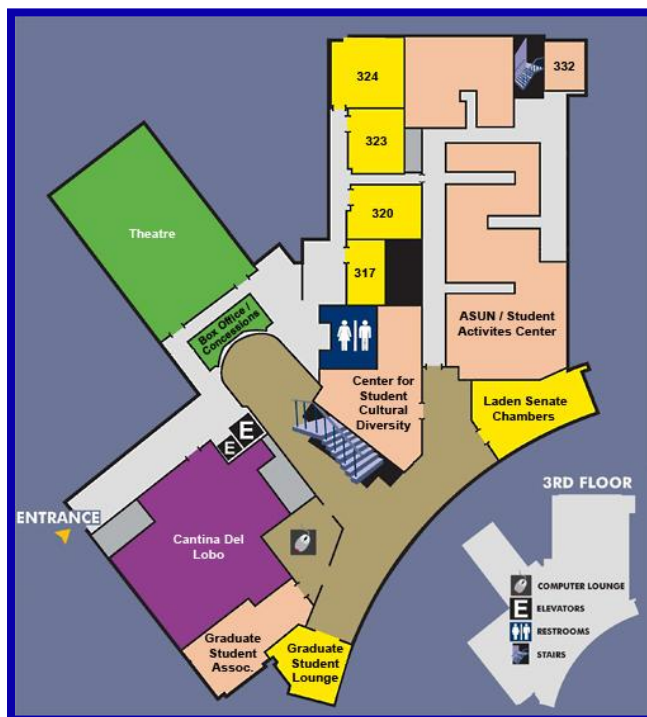 324
332
323
320
317
Theatre
Box Office /
Concessions
ASUN / Student
Activites Center
Center for
Student
Cultural
Diversity
Laden Senate
Chambers
E
E
ENTRANCE
Cantina Del
Lobo
3RD FLOOR
COMPUTER LOUNGE
E ELEVATORS
RESTROOMS
STAIRS
Graduate
Student
Assoc.
Graduate
Student
Lounge